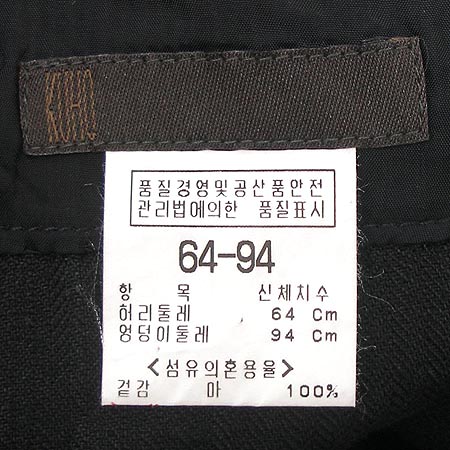 품질경영및공산품안전
관리법에의한 품질표시
64-94
항 목 신체치수
허리둘레 64 Cm
엉덩이둘레 94 Cm
<섬유의혼용율>
겉감 마 100%